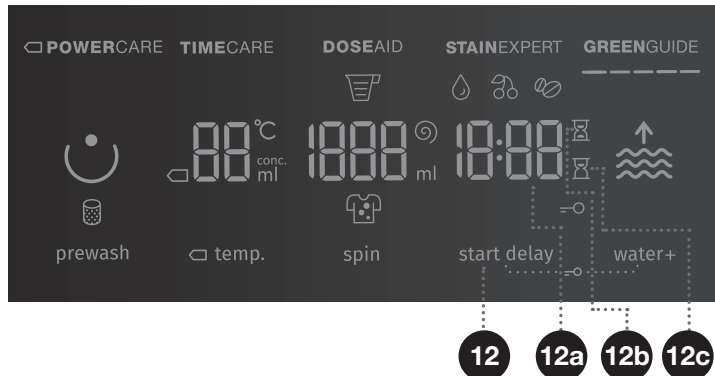 POWERCARE TIMECARE DOSEAID STAINEXPERT GREENGUIDE
88 °C 1888 18:88
conc.
ml ml
prewash temp. spin start delay water+
12 12a 12b 12c